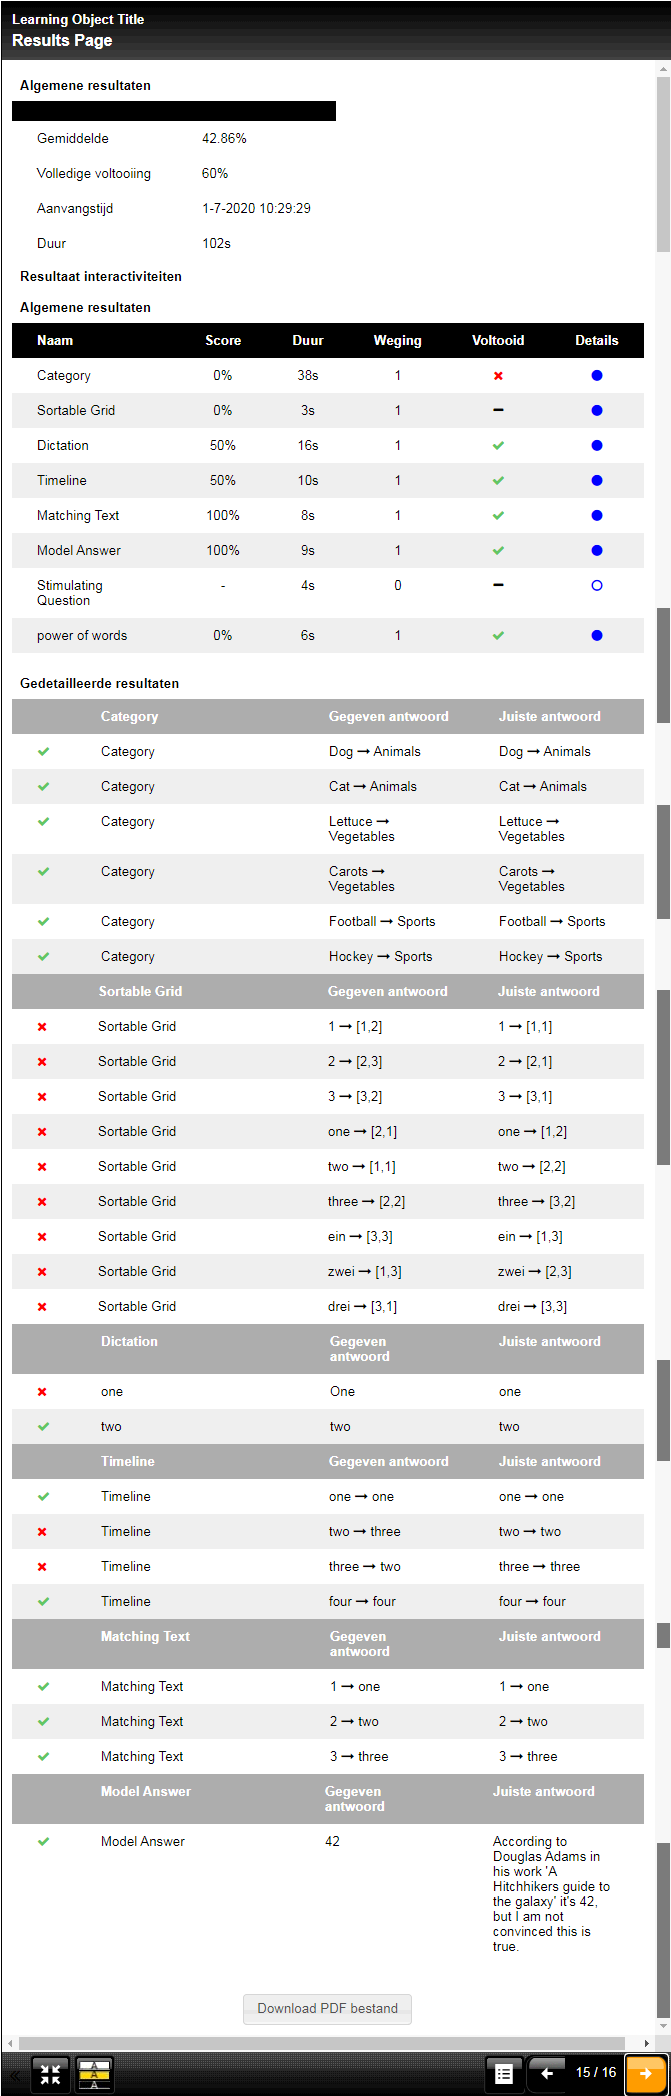 Learning Object Title
Results Page
Algemene resultaten
Gemiddelde 42.86%
Volledige voltooiing 60%
Aanvangstijd 1-7-2020 10:29:29
Duur 102s
Resultaat interactiviteiten
Algemene resultaten
Naam Score Duur Weging Voltooid Details
Category 0% 38s 1
Sortable Grid 0% 3s 1
Dictation 50% 16s 1
Timeline 50% 10s 1
Matching Text 100% 8s 1
Model Answer 100% 9s 1
Stimulating - 4s 0
Question
power of words 0% 6s 1
Gedetailleerde resultaten
Category Gegeven antwoord Juiste antwoord
Category Dog → Animals Dog → Animals
Category Cat → Animals Cat → Animals
Category Lettuce → Lettuce →
Vegetables Vegetables
Category Carots → Carots →
Vegetables Vegetables
Category Football → Sports Football → Sports
Category Hockey → Sports Hockey → Sports
Sortable Grid Gegeven antwoord Juiste antwoord
Sortable Grid 1 → [1,2] 1 → [1,1]
Sortable Grid 2 → [2,3] 2 → [2,1]
Sortable Grid 3 → [3,2] 3 → [3,1]
Sortable Grid one → [2,1] one → [1,2]
Sortable Grid two → [1,1] two → [2,2]
Sortable Grid three → [2,2] three → [3,2]
Sortable Grid ein → [3,3] ein → [1,3]
Sortable Grid zwei → [1,3] zwei → [2,3]
Sortable Grid drei → [3,1] drei → [3,3]
Dictation Gegeven Juiste antwoord
antwoord
one One one
two two two
Timeline Gegeven antwoord Juiste antwoord
Timeline one → one one → one
Timeline two → three two → two
Timeline three → two three → three
Timeline four → four four → four
Matching Text Gegeven Juiste antwoord
antwoord
Matching Text 1 → one 1 → one
Matching Text 2 → two 2 → two
Matching Text 3 → three 3 → three
Model Answer Gegeven Juiste antwoord
antwoord
Model Answer 42 According to
Douglas Adams in
his work 'A
Hitchhikers guide to
the galaxy' it's 42,
but I am not
convinced this is
true.
Download PDF bestand
A
A
A
15 / 16